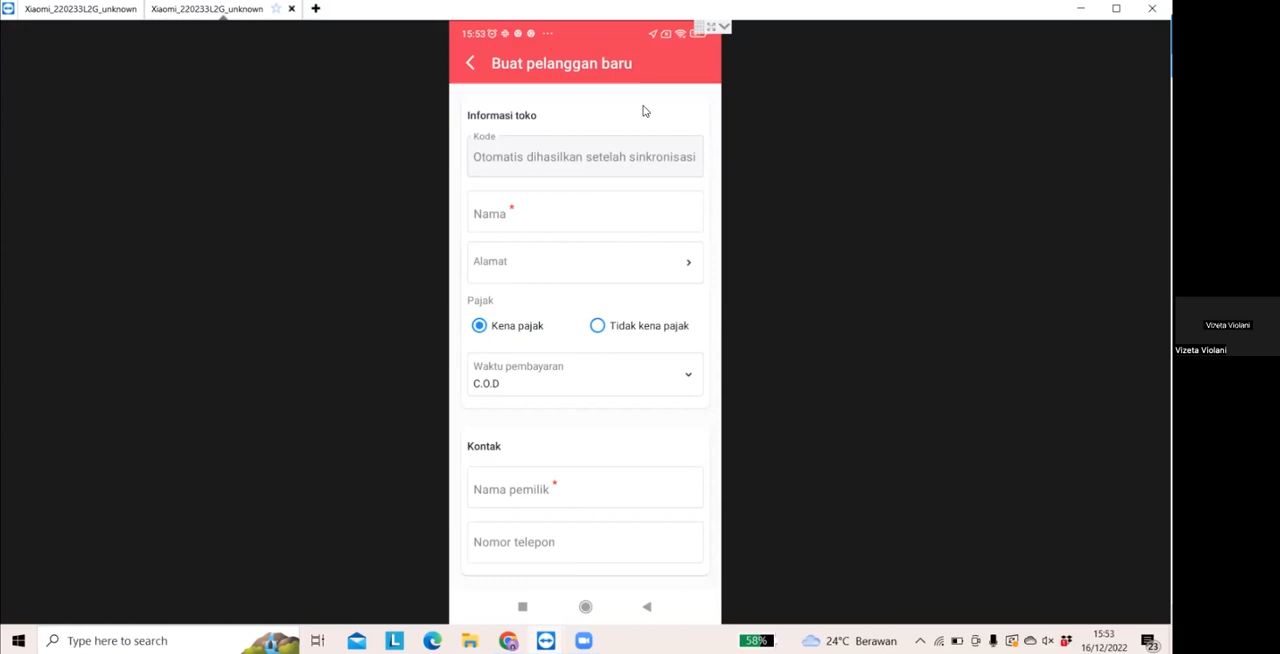 Xiaomi_220233L2G_unknown
Xiaomi_220233L2G_unknown
15:53
Buat pelanggan baru
Informasi toko
Kode
Otomatis dihasilkan setelah sinkronisasi
Nama *
Alamat
Pajak
Kena pajak
Tidak kena pajak
Waktu pembayaran
C.O.D
Kontak
Nama pemilik *
Nomor telepon
Vizeta Violani
Vizeta Violani
Type here to search
L
58%
24°C Berawan
15:53
16/12/2022
23